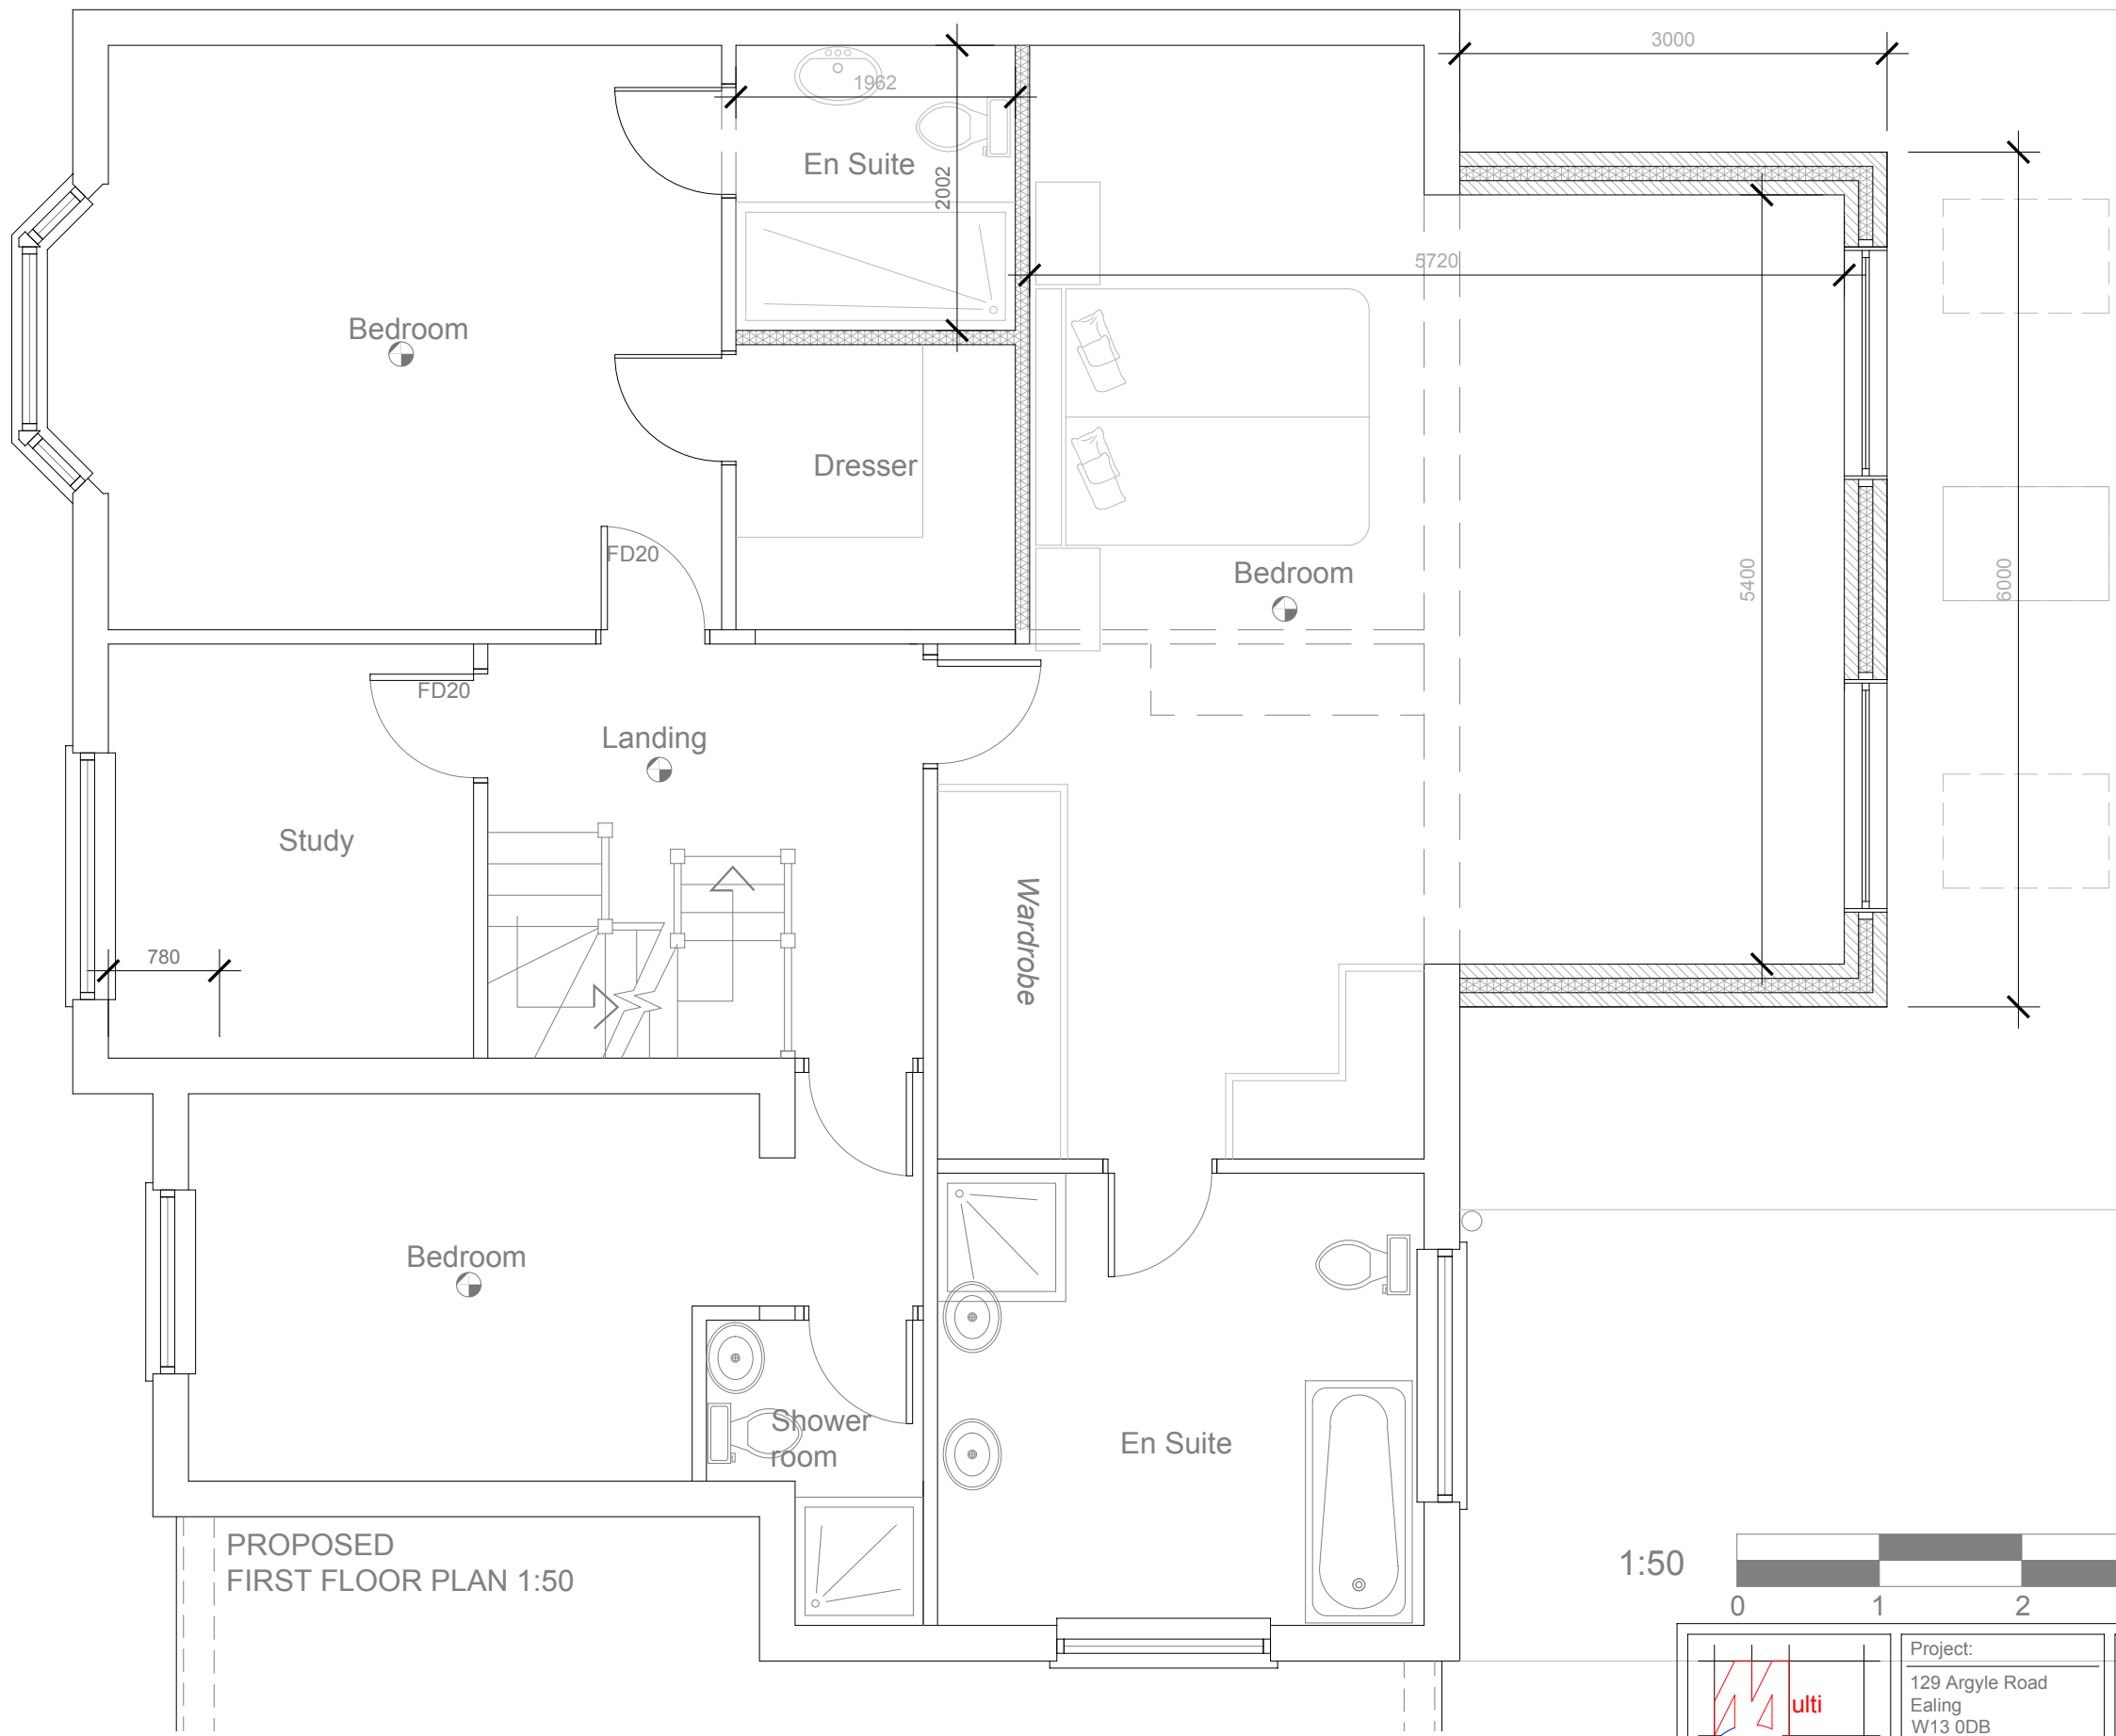 3000
1962
En Suite
2002
5720
Bedroom
Dresser
FD20
Bedroom
5400
6000
FD20
Landing
Study
Wardrobe
780
Bedroom
Shower
room
En Suite
PROPOSED
FIRST FLOOR PLAN 1:50
1:50
0 1 2
Project:
129 Argyle Road
Ealing
W13 0DB
ulti